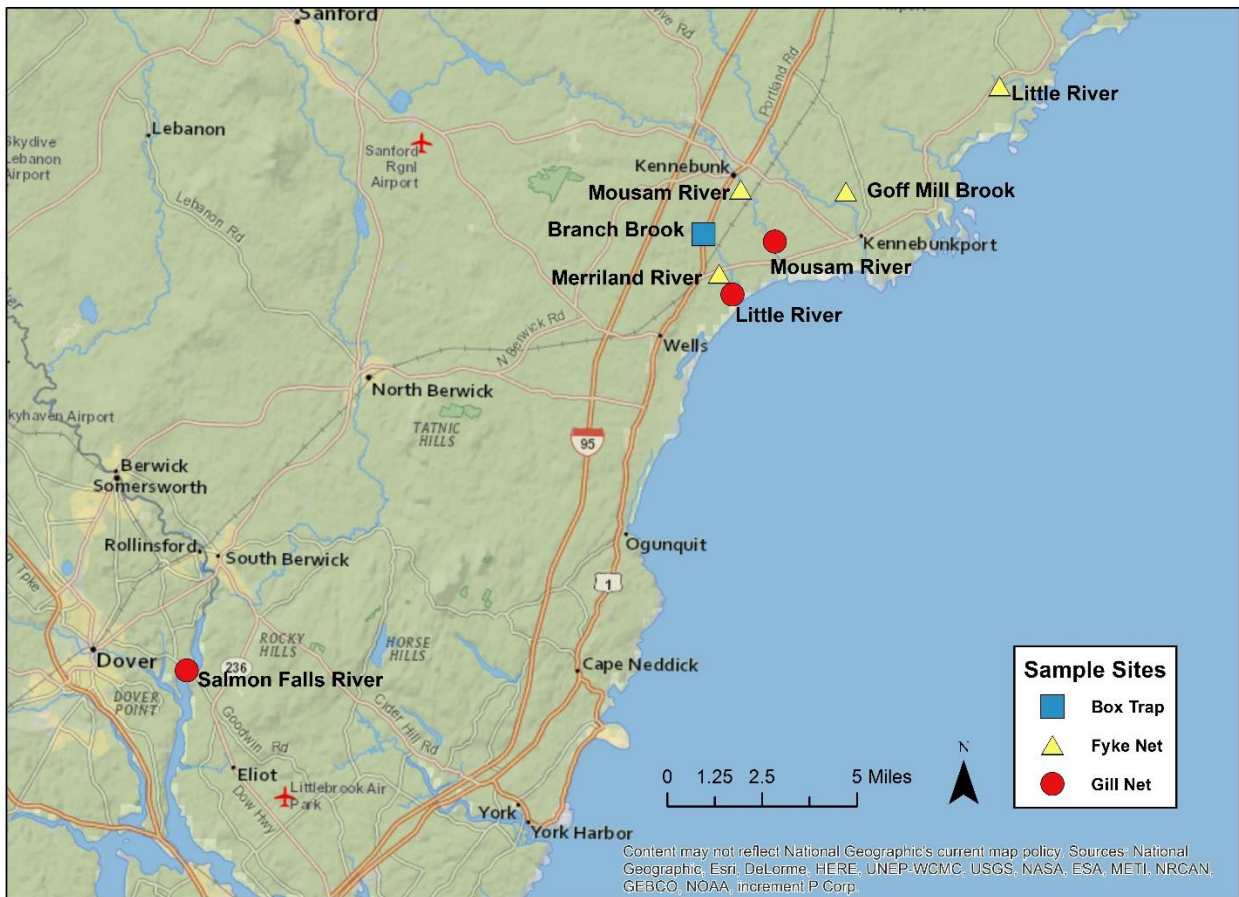 Sanford
Airport
Little River
Portland Rd
Lebanon
Skydive
Lebanon
Airport
Sanford
Rgnl
Airport
Kennebunk
Mousam River
Goff Mill Brook
Lebanon Rd
Branch Brook
Kennebunkport
Mousam River
Merriland River
Little River
N Berwick Rd
Wells
North Berwick
kyhaven Airport
TATNIC
HILLS
95
Berwick
Somersworth
Rollinsford
South Berwick
Ogunquit
Tpke
1
ROCKY
HILLS
HORSE
HILLS
Dover
236
Cape Neddick
Salmon Falls River
DOVER
POINT
Goodwin Rd
Cider Hill Rd
Eliot
Littlebrook Air
Park
Dow Hwy
York
York Harbor
Sample Sites
Box Trap
Fyke Net
Gill Net
N
0 1.25 2.5 5 Miles
Content may not reflect National Geographic's current map policy. Sources: National
Geographic, Esri, DeLorme, HERE, UNEP-WCMC, USGS, NASA, ESA, METI, NRCAN,
GEBCO, NOAA, increment P Corp.